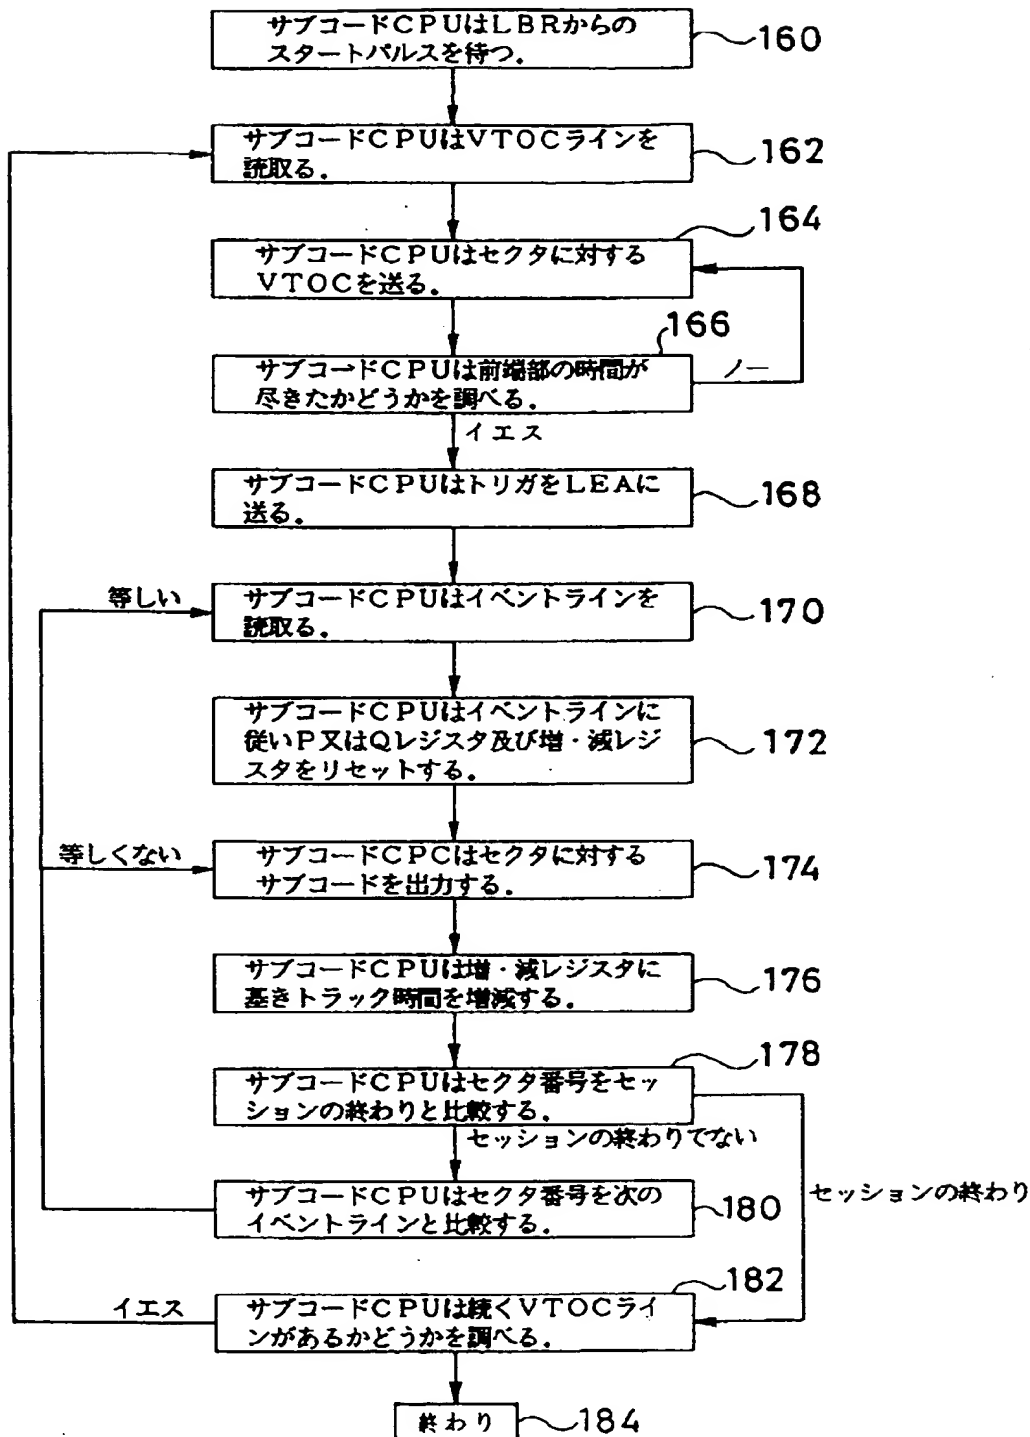 サブコードCPUはLBRからの
スタートパルスを待つ.
160
サブコードCPUはVTOCラインを
読取る.
162
164
サブコードCPUはセクタに対する
VTOCを送る.
166
サブコードCPUは前端部の時間が
尽きたかどうかを調べる.
ノー
イエス
サブコードCPUはトリガをLEAに
送る.
168
等しい
サブコードCPUはイベントラインを
読取る.
170
サブコードCPUはイベントラインに
従いP又はQレジスタ及び増・減レジ
スタをリセットする.
172
等しくない
サブコードCPCはセクタに対する
サブコードを出力する.
174
サブコードCPUは増・減レジスタに
基きトラック時間を増減する.
176
178
サブコードCPUはセクタ番号をセッ
ションの終わりと比較する.
セッションの終わりでない
サブコードCPUはセクタ番号を次の
イベントラインと比較する.
180
セッションの終わり
182
イエス
サブコードCPUは続くVTOCライ
ンがあるかどうかを調べる.
終わり
184